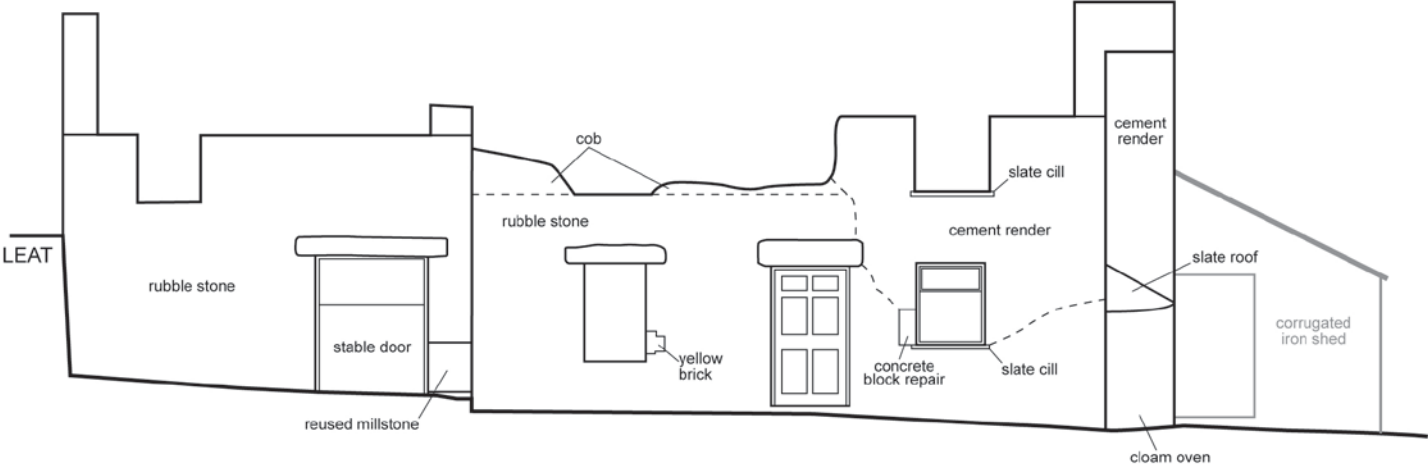 cob
cement
render
slate cill
rubble stone
cement render
LEAT
slate roof
rubble stone
corrugated
iron shed
stable door
yellow
brick
concrete
block repair
slate cill
reused millstone
cloam oven